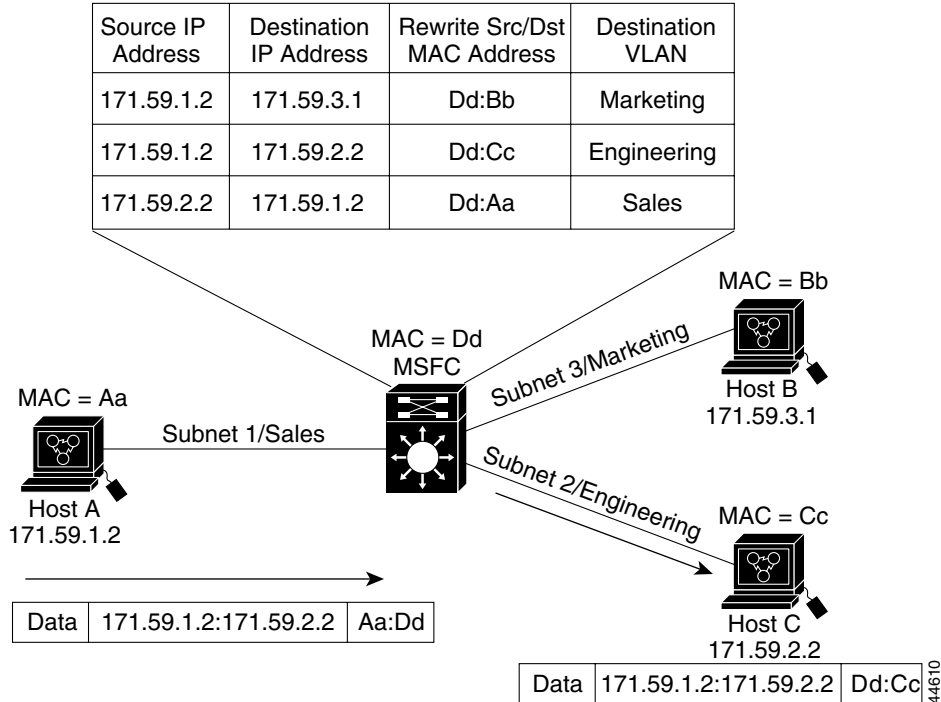 Source IP Address
Destination IP Address
Rewrite Src/Dst MAC Address
Destination VLAN
171.59.1.2 171.59.3.1 Dd:Bb Marketing
171.59.1.2 171.59.2.2 Dd:Cc Engineering
171.59.2.2 171.59.1.2 Dd:Aa Sales
MAC = Bb
MAC = Dd
MSFC
Subnet 3/Marketing
Host B
171.59.3.1
MAC = Aa
Subnet 1/Sales
Host A
171.59.1.2
Subnet 2/Engineering
MAC = Cc
Host C
171.59.2.2
Data 171.59.1.2:171.59.2.2 Aa:Dd
Data 171.59.1.2:171.59.2.2 Dd:Cc
44610